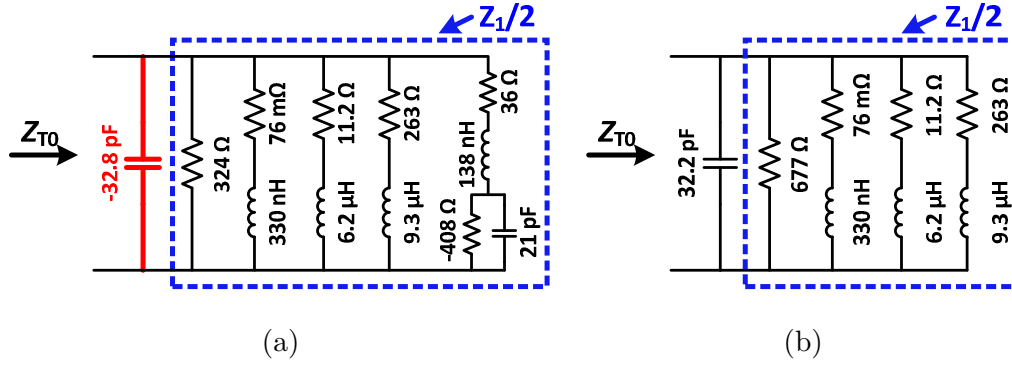 Z1/2
ZT0
-32.8 pF
324 Ω
76 mΩ
330 nH
11.2 Ω
6.2 µH
263 Ω
9.3 µH
36 Ω
138 nH
-408 Ω
21 pF
(a)
Z1/2
ZT0
32.2 pF
677 Ω
76 mΩ
330 nH
11.2 Ω
6.2 µH
263 Ω
9.3 µH
(b)